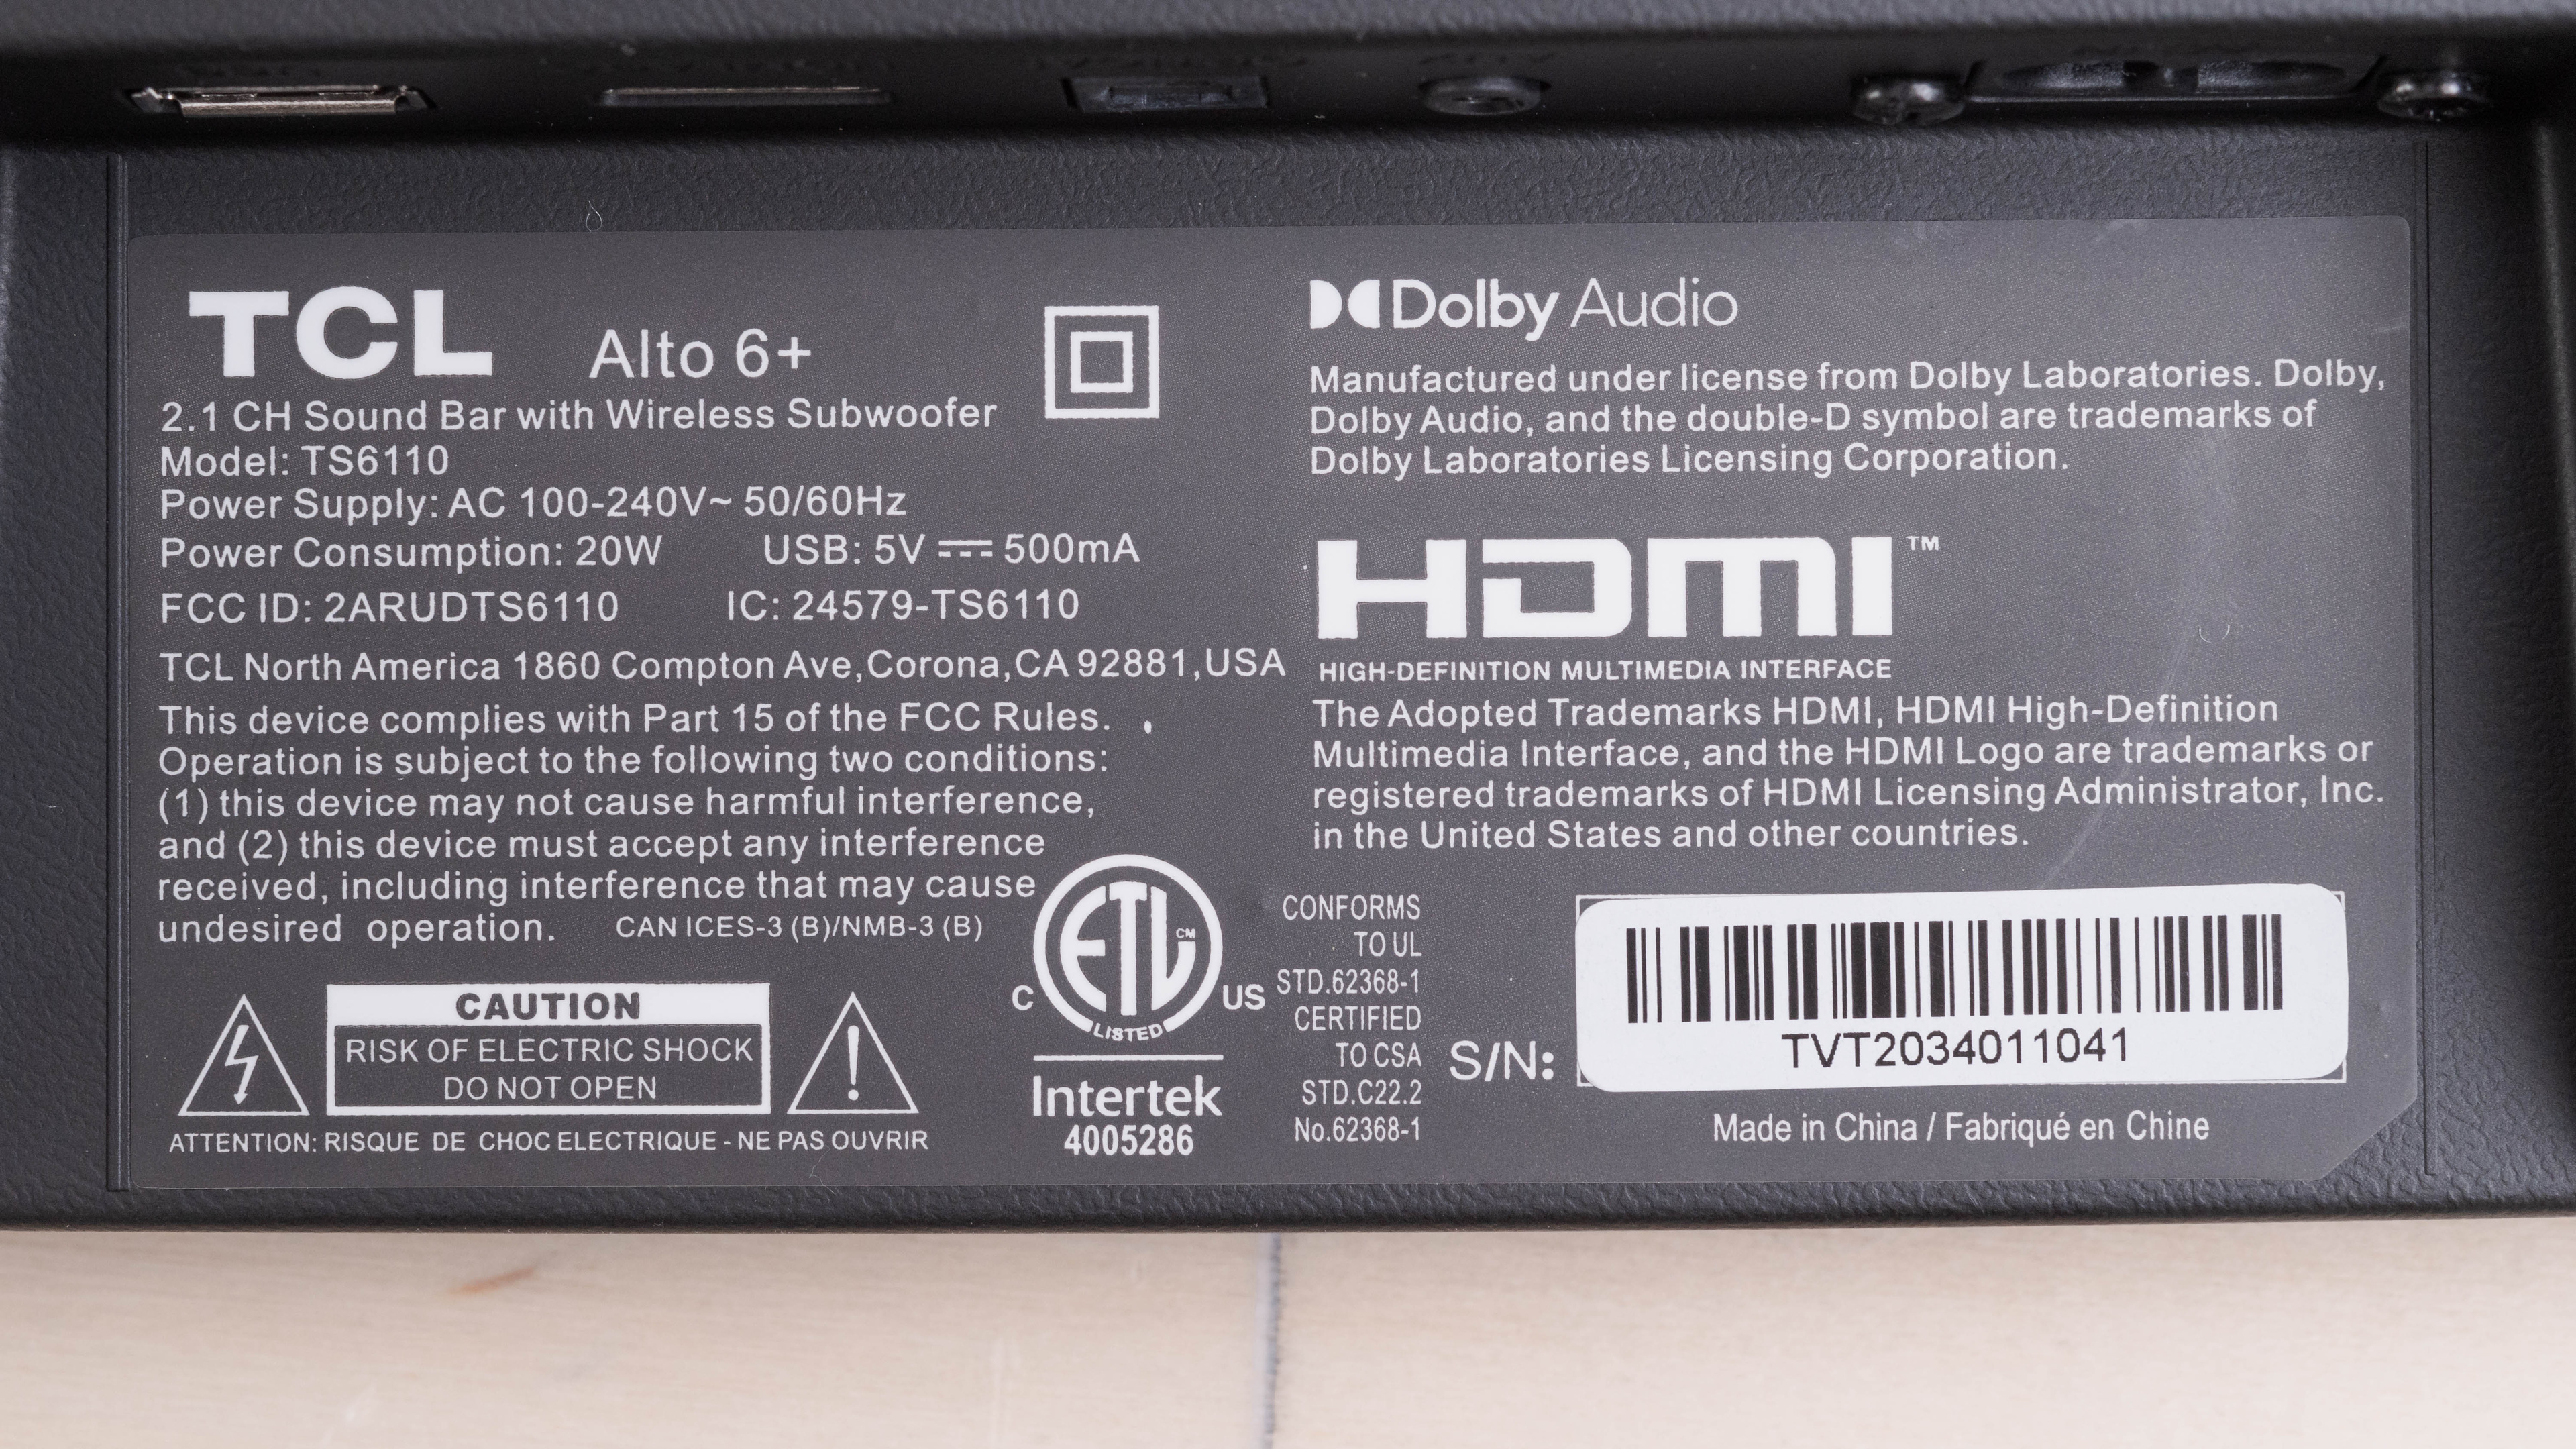 TCL Alto 6+
2.1 CH Sound Bar with Wireless Subwoofer
Model: TS6110
Power Supply: AC 100-240V~ 50/60Hz
Power Consumption: 20W USB: 5V ⎓ 500mA
FCC ID: 2ARUDTS6110 IC: 24579-TS6110
TCL North America 1860 Compton Ave,Corona,CA 92881,USA
This device complies with Part 15 of the FCC Rules.
Operation is subject to the following two conditions:
(1) this device may not cause harmful interference,
and (2) this device must accept any interference
received, including interference that may cause
undesired operation. CAN ICES-3 (B)/NMB-3 (B)
CAUTION
RISK OF ELECTRIC SHOCK
DO NOT OPEN
ATTENTION: RISQUE DE CHOC ELECTRIQUE - NE PAS OUVRIR
ETL CM
C US
LISTED
Intertek
4005286
CONFORMS
TO UL
STD.62368-1
CERTIFIED
TO CSA
STD.C22.2
No.62368-1
Dolby Audio
Manufactured under license from Dolby Laboratories. Dolby,
Dolby Audio, and the double-D symbol are trademarks of
Dolby Laboratories Licensing Corporation.
HDMI™
HIGH-DEFINITION MULTIMEDIA INTERFACE
The Adopted Trademarks HDMI, HDMI High-Definition
Multimedia Interface, and the HDMI Logo are trademarks or
registered trademarks of HDMI Licensing Administrator, Inc.
in the United States and other countries.
S/N: TVT2034011041
Made in China / Fabriqué en Chine